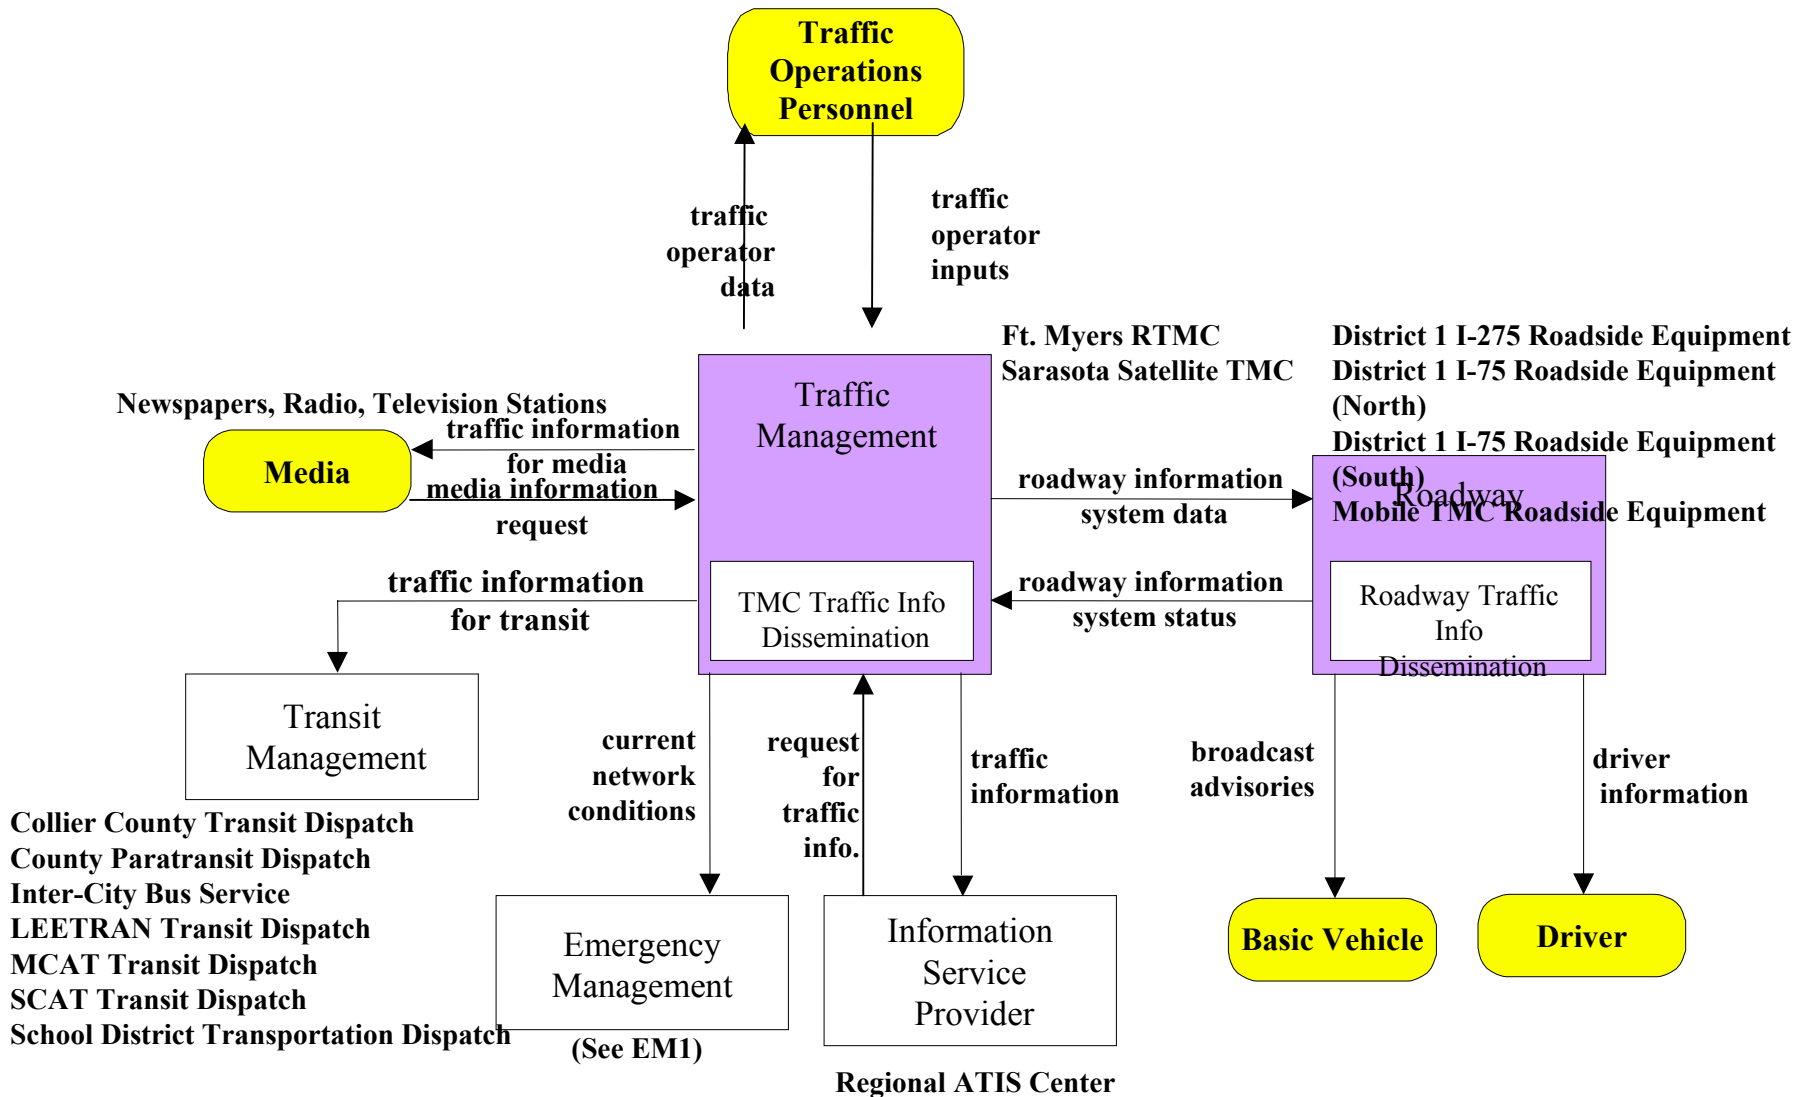 Traffic
Operations
Personnel
traffic
operator
data
traffic
operator
inputs
Ft. Myers RTMC
Sarasota Satellite TMC
District 1 I-275 Roadside Equipment
District 1 I-75 Roadside Equipment
(North)
District 1 I-75 Roadside Equipment
(South)
Mobile TMC Roadside Equipment
Newspapers, Radio, Television Stations
traffic information
for media
media information
request
Media
Traffic
Management
TMC Traffic Info
Dissemination
roadway information
system data
roadway information
system status
Roadway
Roadway Traffic
Info
Dissemination
traffic information
for transit
Transit
Management
Collier County Transit Dispatch
County Paratransit Dispatch
Inter-City Bus Service
LEETRAN Transit Dispatch
MCAT Transit Dispatch
SCAT Transit Dispatch
School District Transportation Dispatch
current
network
conditions
request
for
traffic
info.
traffic
information
broadcast
advisories
driver
information
Emergency
Management
(See EM1)
Information
Service
Provider
Regional ATIS Center
Basic Vehicle
Driver